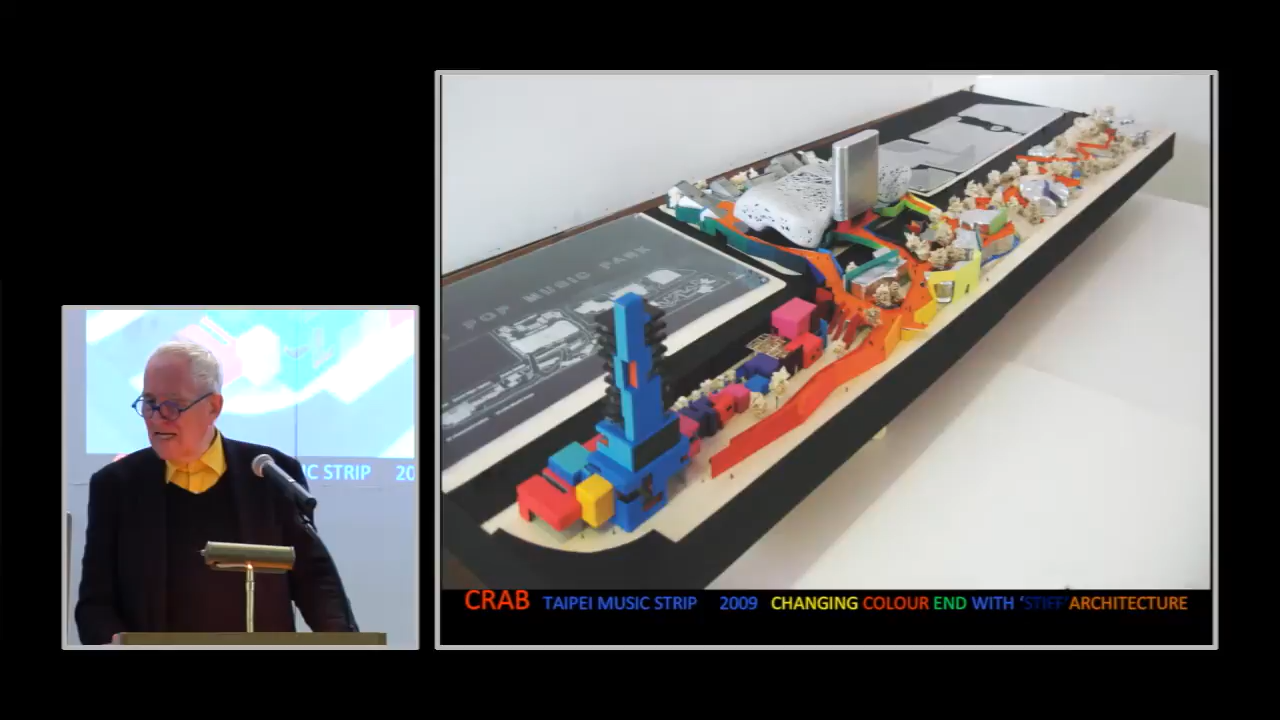 POP MUSIC PARK
IC STRIP 20
CRAB TAIPEI MUSIC STRIP 2009 CHANGING COLOUR END WITH 'STIFF' ARCHITECTURE